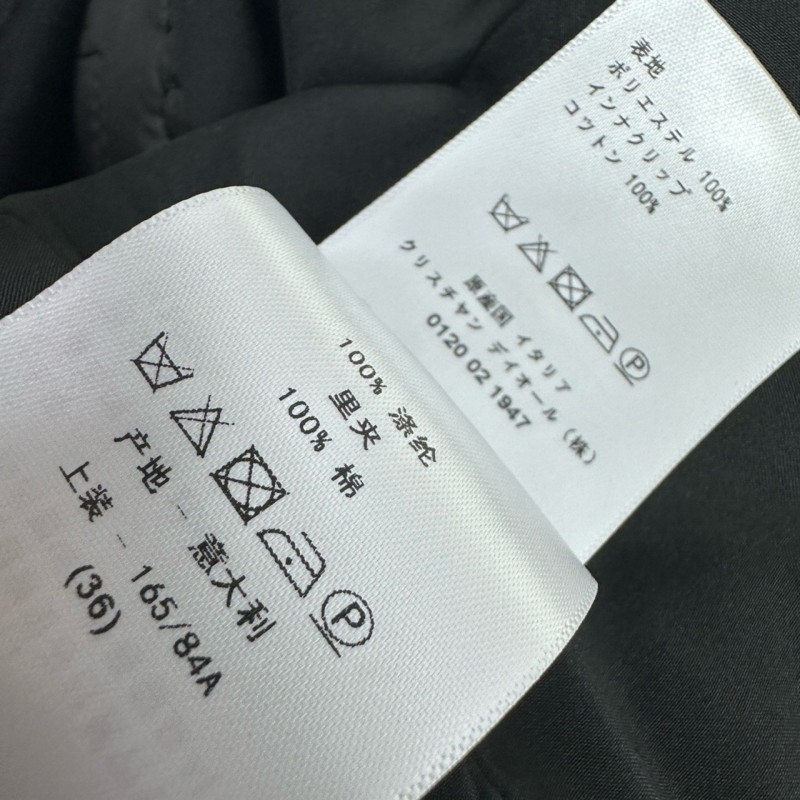 表地
ポリエステル 100%
インナクリップ
コットン 100%
原産国 イタリア
クリスチャン ディオール (株)
0120 02 1947
100% 涤纶
里夹
100% 棉
P
产地 — 意大利
上装 — 165/84A
(36)
P